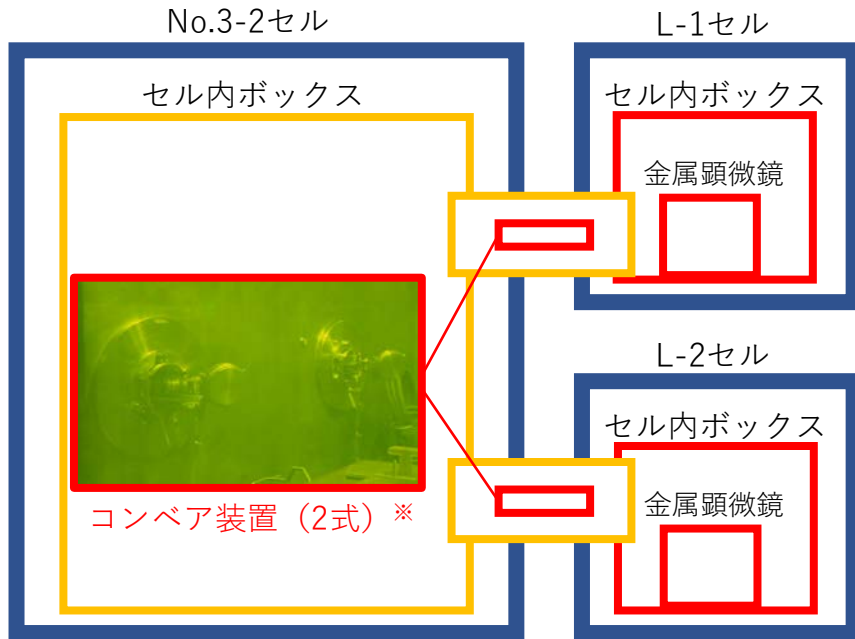 No.3-2セル
セル内ボックス
コンベア装置（2式）※
L-1セル
セル内ボックス
金属顕微鏡
L-2セル
セル内ボックス
金属顕微鏡